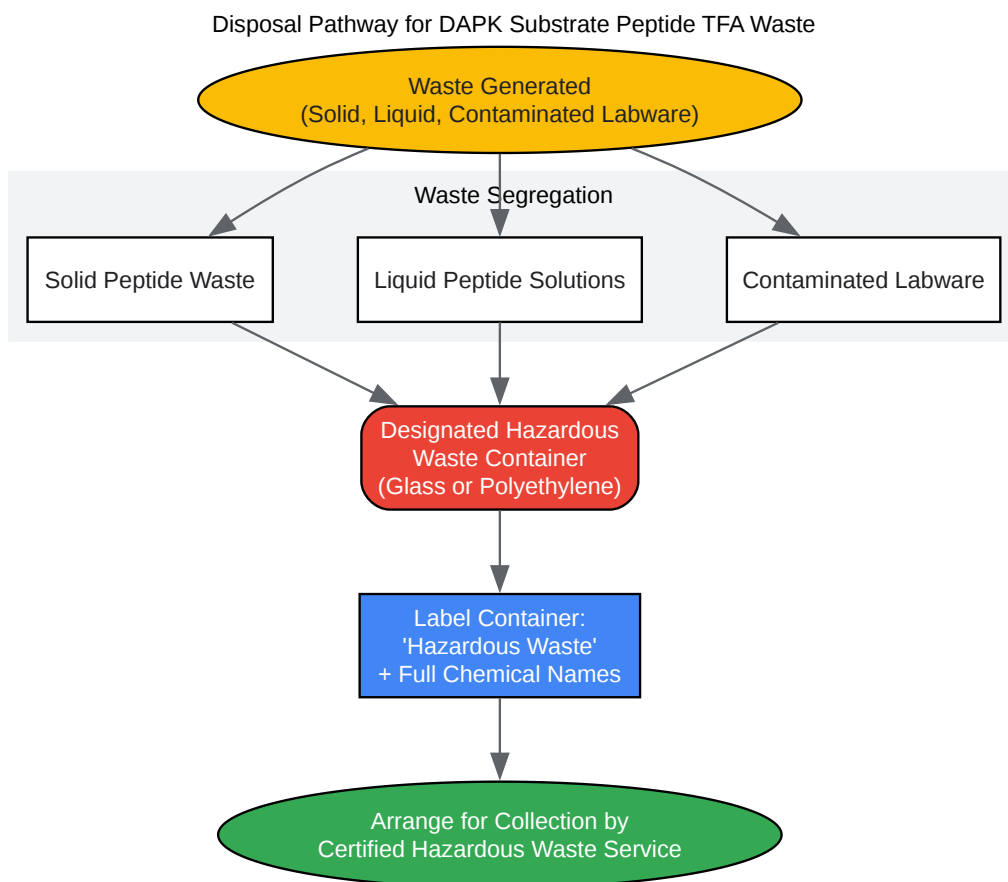 Disposal Pathway for DAPK Substrate Peptide TFA Waste
Waste Generated
(Solid, Liquid, Contaminated Labware)
Waste Segregation
Solid Peptide Waste
Liquid Peptide Solutions
Contaminated Labware
Designated Hazardous
Waste Container
(Glass or Polyethylene)
Label Container:
'Hazardous Waste'
+ Full Chemical Names
Arrange for Collection by
Certified Hazardous Waste Service